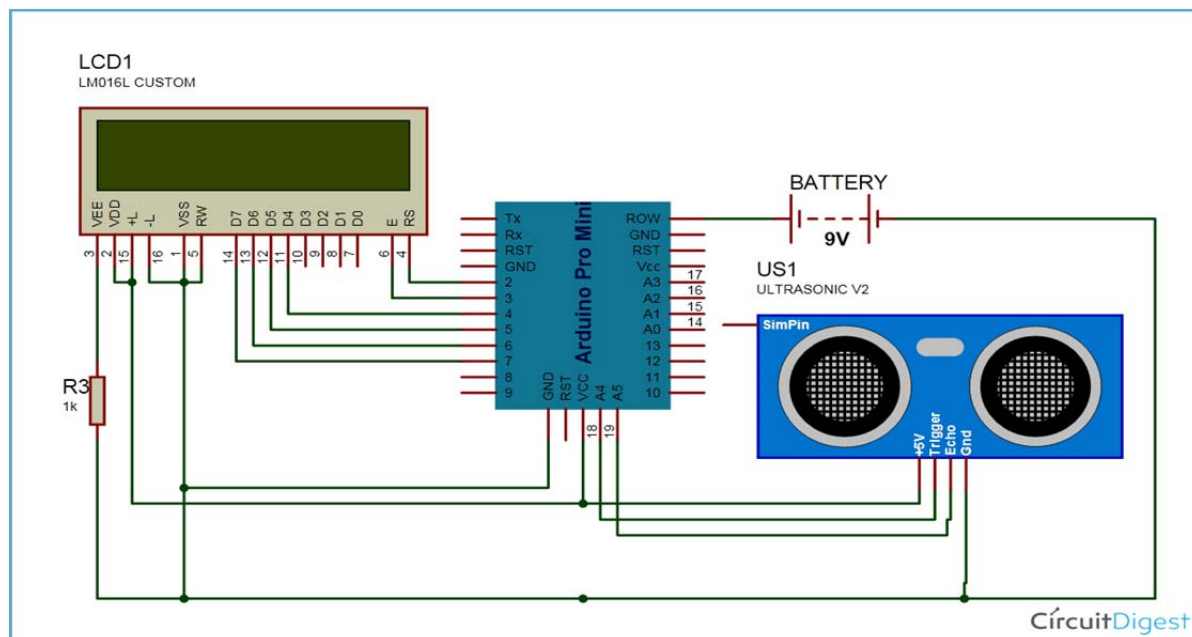 LCD1
LM016L CUSTOM
VEE VDD +L -L VSS RW D7 D6 D5 D4 D3 D2 D1 D0 E RS
3 2 15 16 1 5 14 13 12 11 10 9 8 7 6 4
R3
1k
Arduino Pro Mini
Tx
Rx
RST
GND
2
3
4
5
6
7
8
9
ROW
GND
RST
Vcc
A3 17
A2 16
A1 15
A0 14
13
12
11
10
GND RST VCC A4 A5
18 19
BATTERY
9V
US1
ULTRASONIC V2
SimPin
+5V Trigger Echo Gnd
CircuitDigest